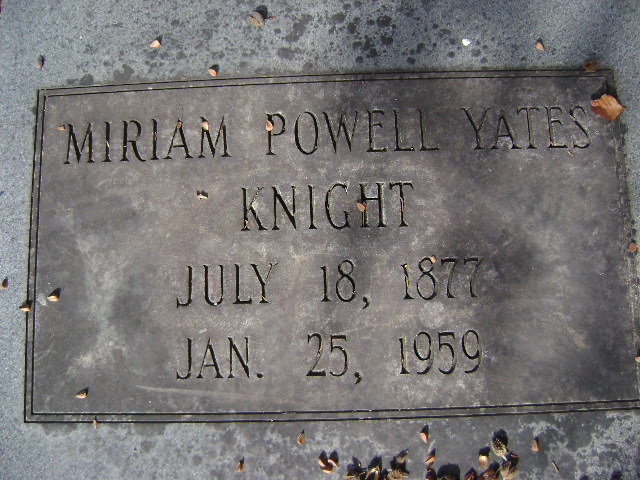 MIRIAM POWELL YATES
KNIGHT
JULY 18, 1877
JAN. 25, 1959